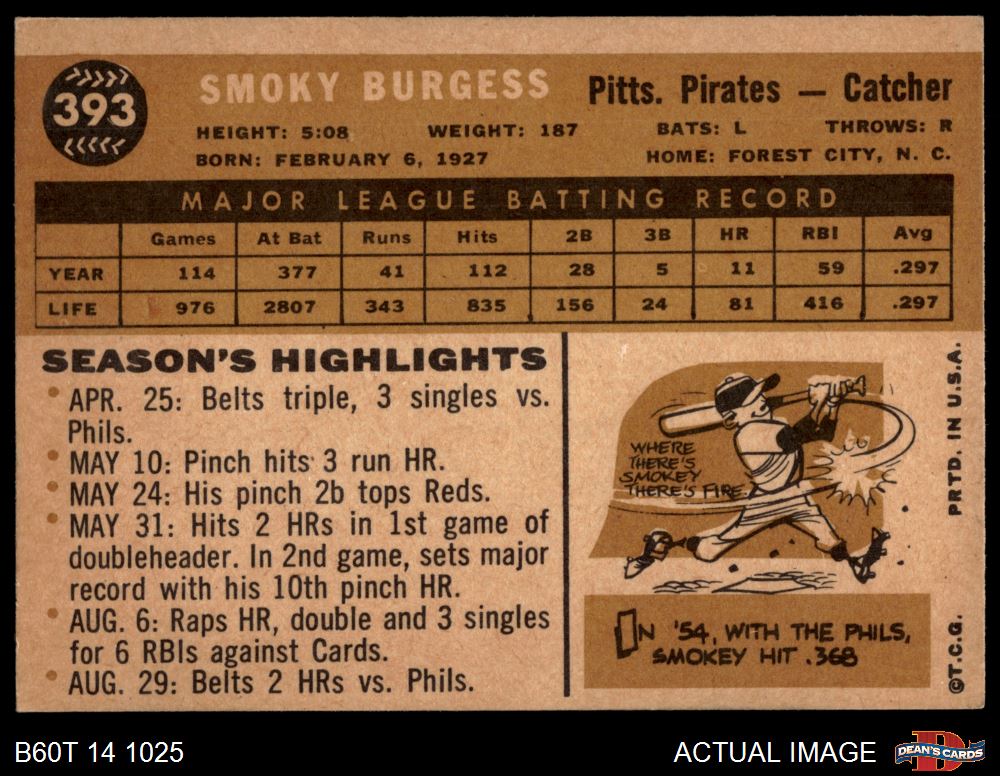 393
SMOKY BURGESS
Pitts. Pirates — Catcher
HEIGHT: 5:08 WEIGHT: 187 BATS: L THROWS: R
BORN: FEBRUARY 6, 1927 HOME: FOREST CITY, N. C.
MAJOR LEAGUE BATTING RECORD
Games At Bat Runs Hits 2B 3B HR RBI Avg
YEAR 114 377 41 112 28 5 11 59 .297
LIFE 976 2807 343 835 156 24 81 416 .297
SEASON'S HIGHLIGHTS
• APR. 25: Belts triple, 3 singles vs.
Phils.
• MAY 10: Pinch hits 3 run HR.
• MAY 24: His pinch 2b tops Reds.
• MAY 31: Hits 2 HRs in 1st game of
doubleheader. In 2nd game, sets major
record with his 10th pinch HR.
• AUG. 6: Raps HR, double and 3 singles
for 6 RBIs against Cards.
• AUG. 29: Belts 2 HRs vs. Phils.
WHERE
THERE'S
SMOKEY
THERE'S FIRE
IN '54, WITH THE PHILS,
SMOKEY HIT .368
©T.C.G. PRTD. IN U.S.A.
B60T 14 1025
ACTUAL IMAGE
D
DEAN'S CARDS